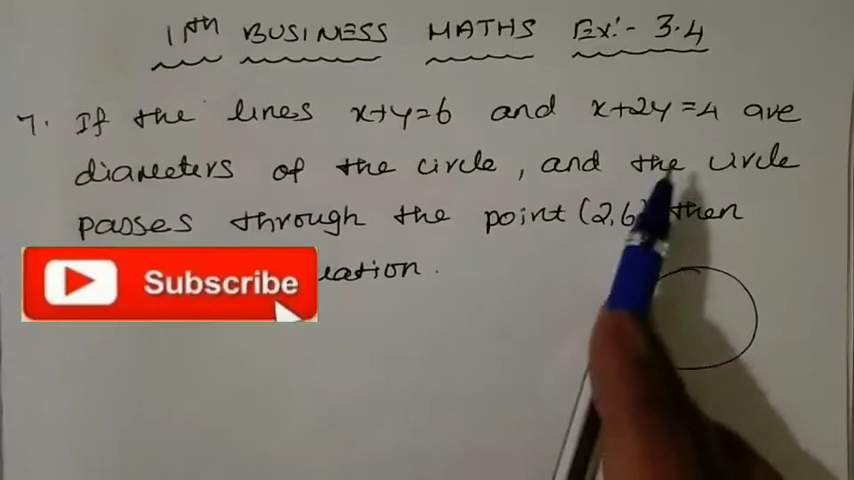 11th BUSINESS MATHS Ex:- 3.4
7. If the lines x+y=6 and x+2y=4 are
diameters of the circle, and the circle
passes through the point (2,6) then
Subscribe